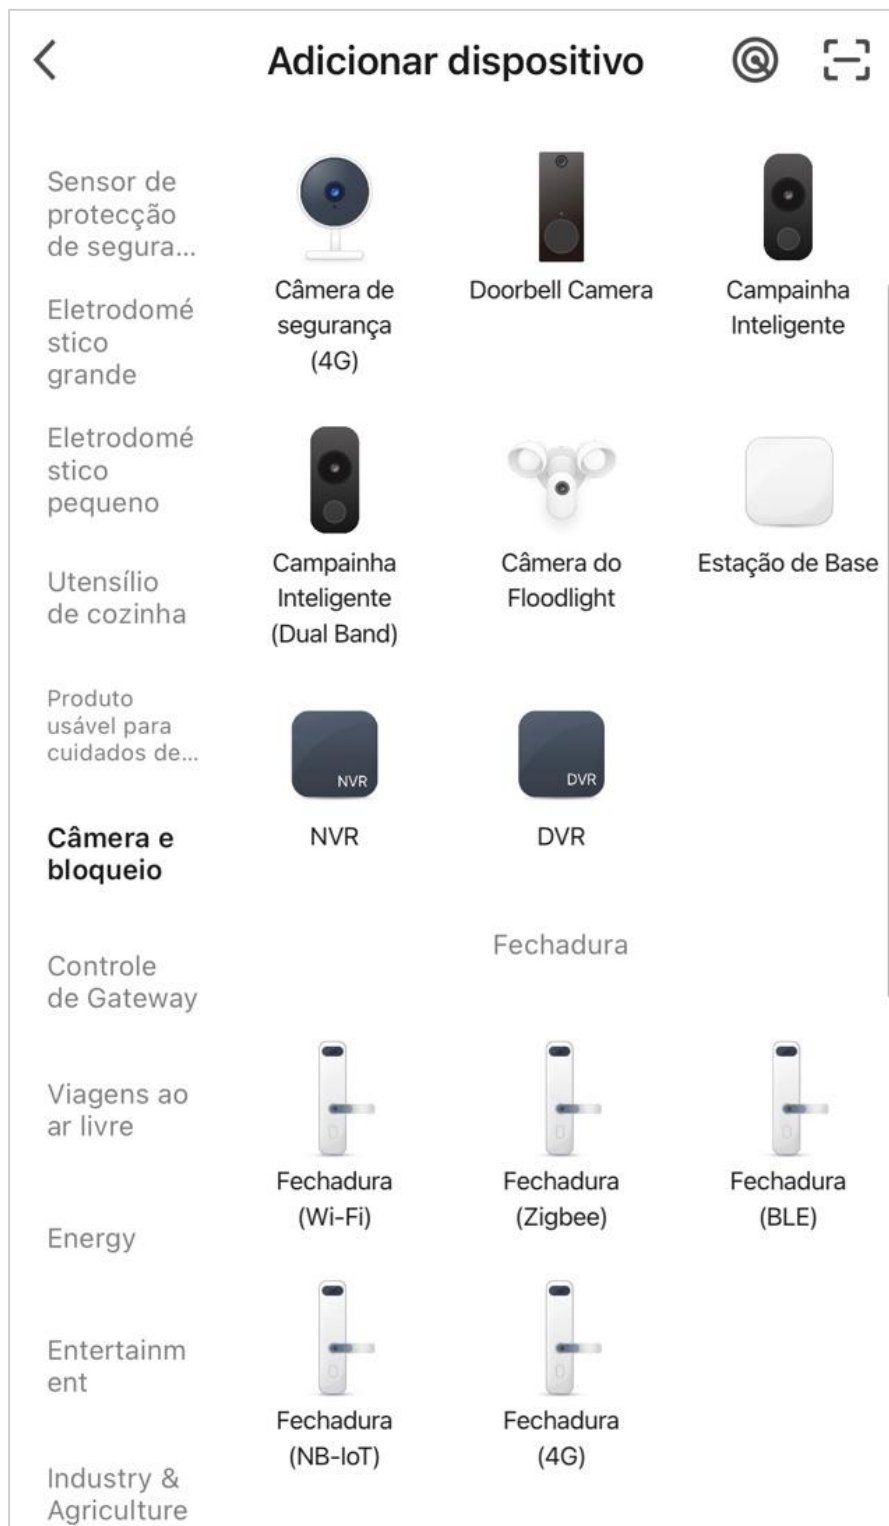 Adicionar dispositivo
Sensor de
protecção
de segura...
Eletrodomé
stico
grande
Eletrodomé
stico
pequeno
Utensílio
de cozinha
Produto
usável para
cuidados de...
Câmera e
bloqueio
Controle
de Gateway
Viagens ao
ar livre
Energy
Entertainm
ent
Industry &
Agriculture
Câmera de
segurança
(4G)
Doorbell Camera
Campainha
Inteligente
Campainha
Inteligente
(Dual Band)
Câmera do
Floodlight
Estação de Base
NVR
NVR
DVR
DVR
Fechadura
Fechadura
(Wi-Fi)
Fechadura
(Zigbee)
Fechadura
(BLE)
Fechadura
(NB-IoT)
Fechadura
(4G)